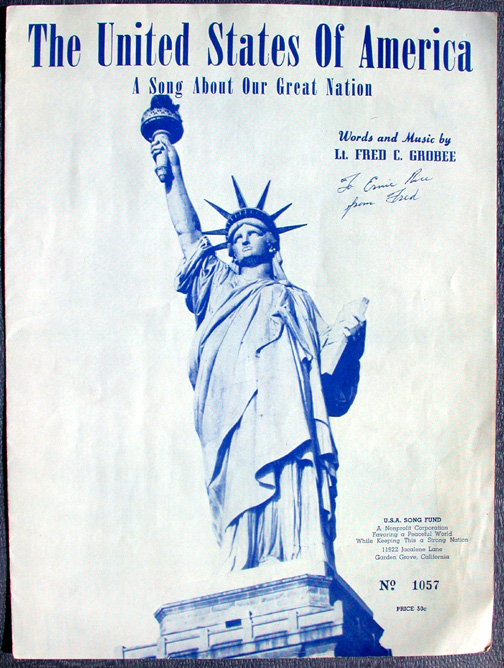 The United States Of America
A Song About Our Great Nation
Words and Music by
Lt. FRED C. GROBEE
To Ernie
from Fred
U.S.A. SONG FUND
A Nonprofit Corporation
Favoring a Peaceful World
While Keeping This a Strong Nation
11822 Jacalene Lane
Garden Grove, California
Nº 1057
PRICE 50c